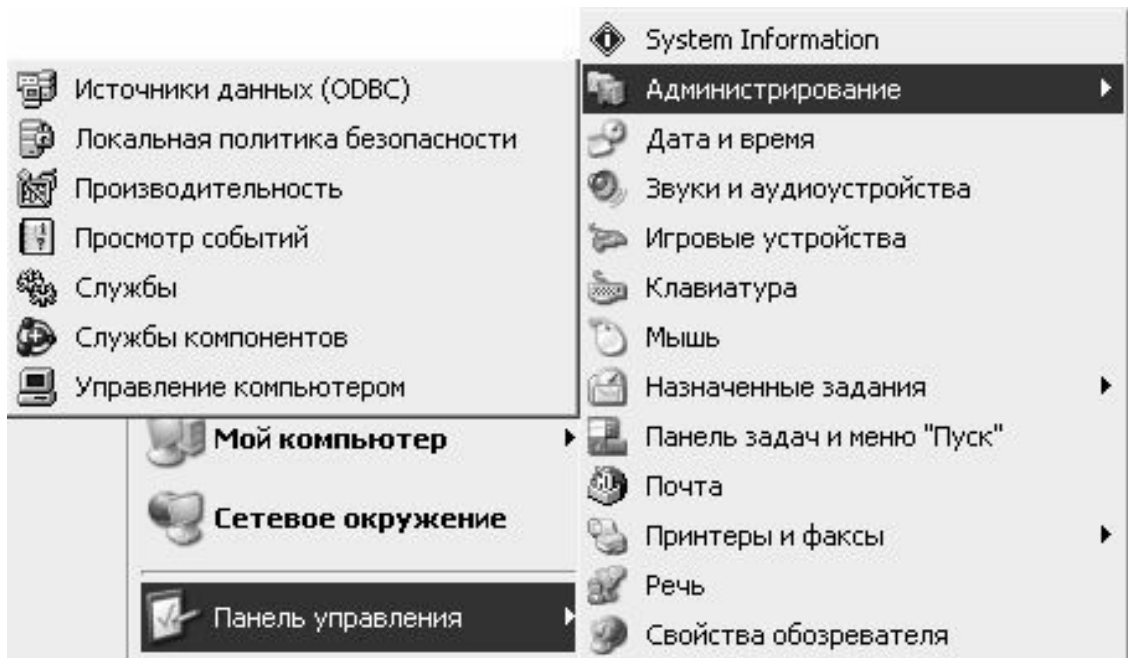 System Information
Администрирование
Дата и время
Звуки и аудиоустройства
Игровые устройства
Клавиатура
Мышь
Назначенные задания
Панель задач и меню "Пуск"
Почта
Принтеры и факсы
Речь
Свойства обозревателя
Источники данных (ODBC)
Локальная политика безопасности
Производительность
Просмотр событий
Службы
Службы компонентов
Управление компьютером
Мой компьютер
Сетевое окружение
Панель управления